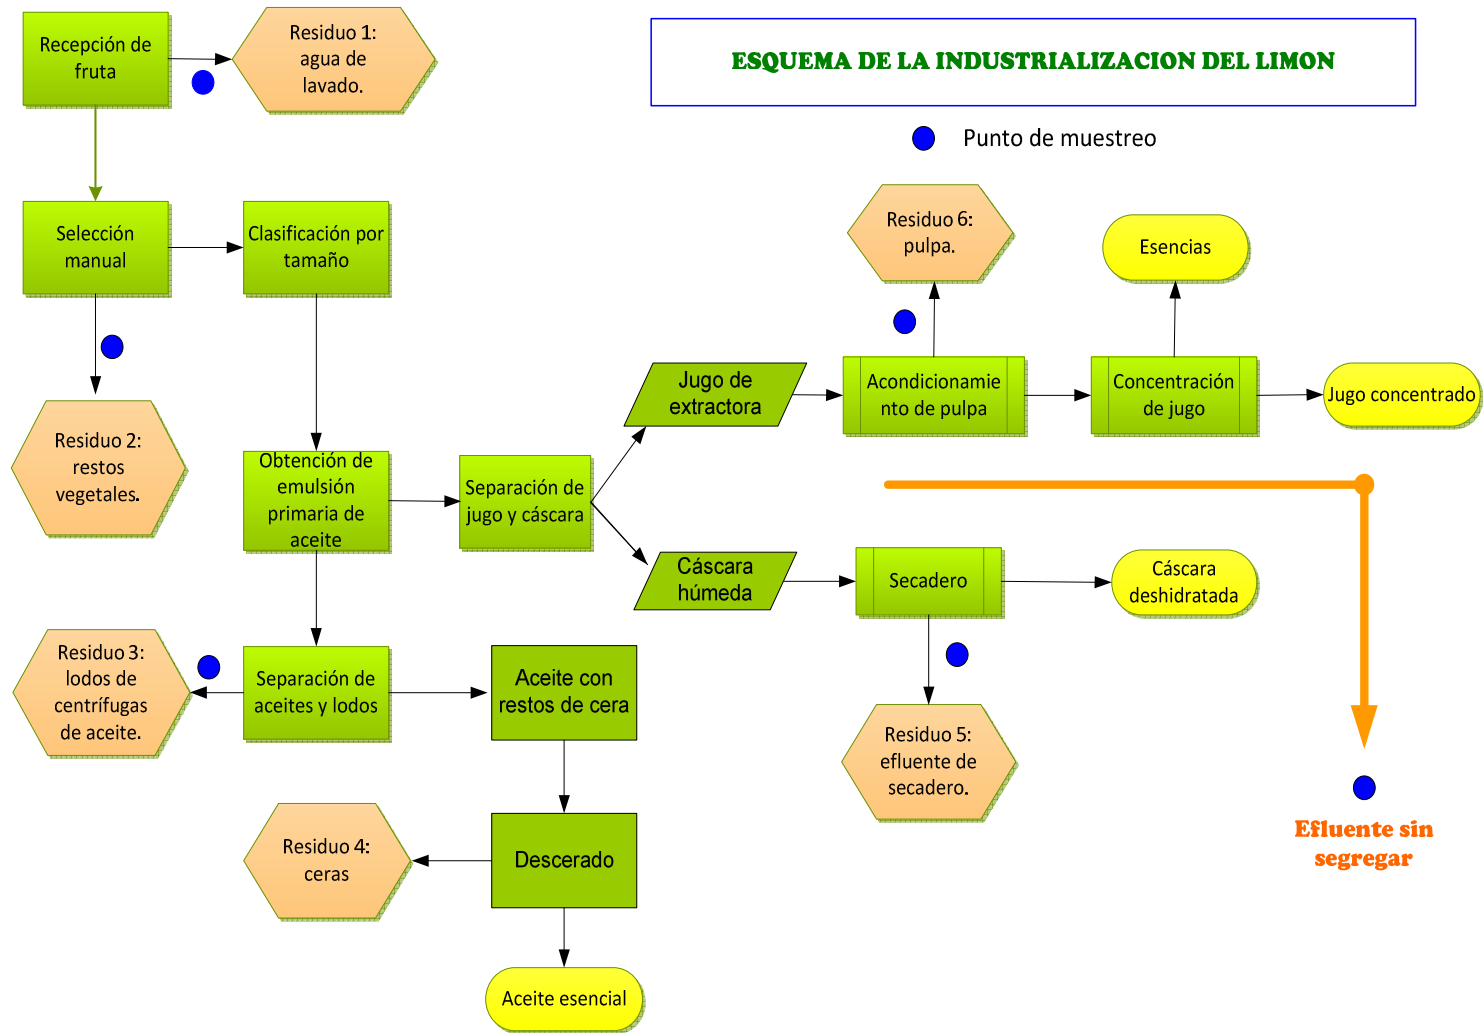 Recepción de
fruta
Residuo 1:
agua de
lavado.
ESQUEMA DE LA INDUSTRIALIZACION DEL LIMON
Punto de muestreo
Selección
manual
Clasificación por
tamaño
Residuo 6:
pulpa.
Esencias
Residuo 2:
restos
vegetales.
Obtención de
emulsión
primaria de
aceite
Separación de
jugo y cáscara
Jugo de
extractora
Acondicionamie
nto de pulpa
Concentración
de jugo
Jugo concentrado
Cáscara
húmeda
Secadero
Cáscara
deshidratada
Residuo 3:
lodos de
centrífugas
de aceite.
Separación de
aceites y lodos
Aceite con
restos de cera
Residuo 5:
efluente de
secadero.
Residuo 4:
ceras
Descerado
Efluente sin
segregar
Aceite esencial